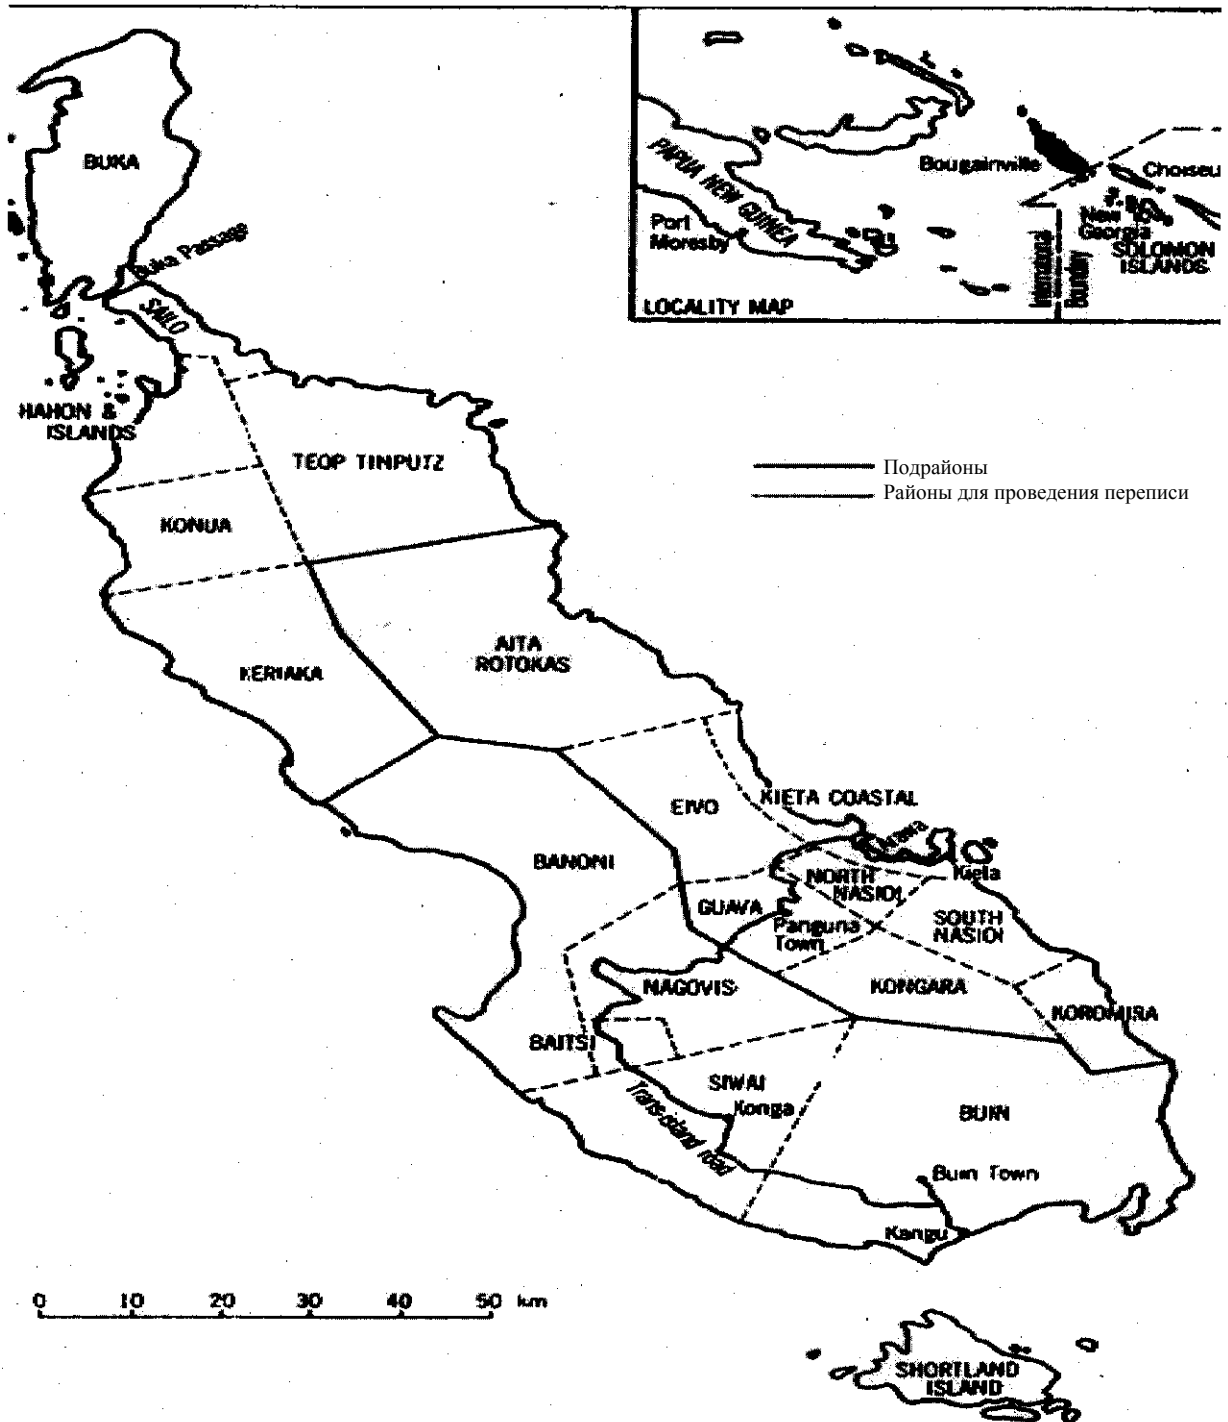 BUKA
Buka Passage
SAILO
HAHON &
ISLANDS
TEOP TINPUTZ
KONUA
KERIAKA
AITA
ROTOKAS
Bougainville
Choiseu
PAPUA NEW GUINEA
Port
Moresby
New
Georgia
SOLOMON
ISLANDS
International
Boundary
LOCALITY MAP
Подрайоны
Районы для проведения переписи
EIVO
KIETA COASTAL
Arawa
Kieta
BANONI
NORTH
NASIOI
GUAVA
Panguna
Town
SOUTH
NASIOI
NAGOVIS
KONGARA
KOROMIRA
BAITSI
SIWAI
Konga
BUIN
Trans-island road
Buin Town
Kangu
0 10 20 30 40 50 km
SHORTLAND
ISLAND